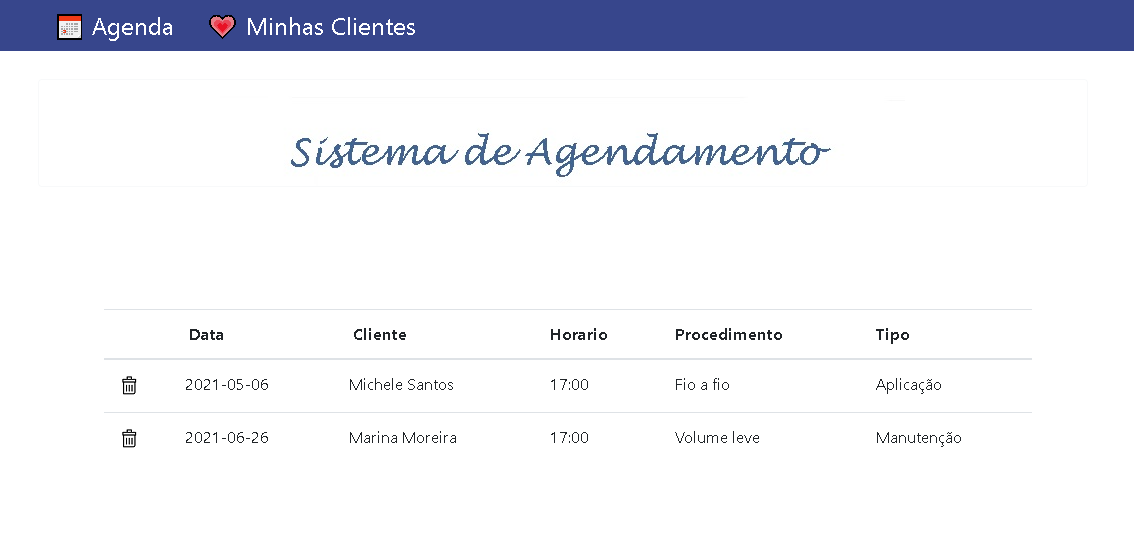 Agenda Minhas Clientes
Sistema de Agendamento
Data Cliente Horario Procedimento Tipo
2021-05-06 Michele Santos 17:00 Fio a fio Aplicação
2021-06-26 Marina Moreira 17:00 Volume leve Manutenção